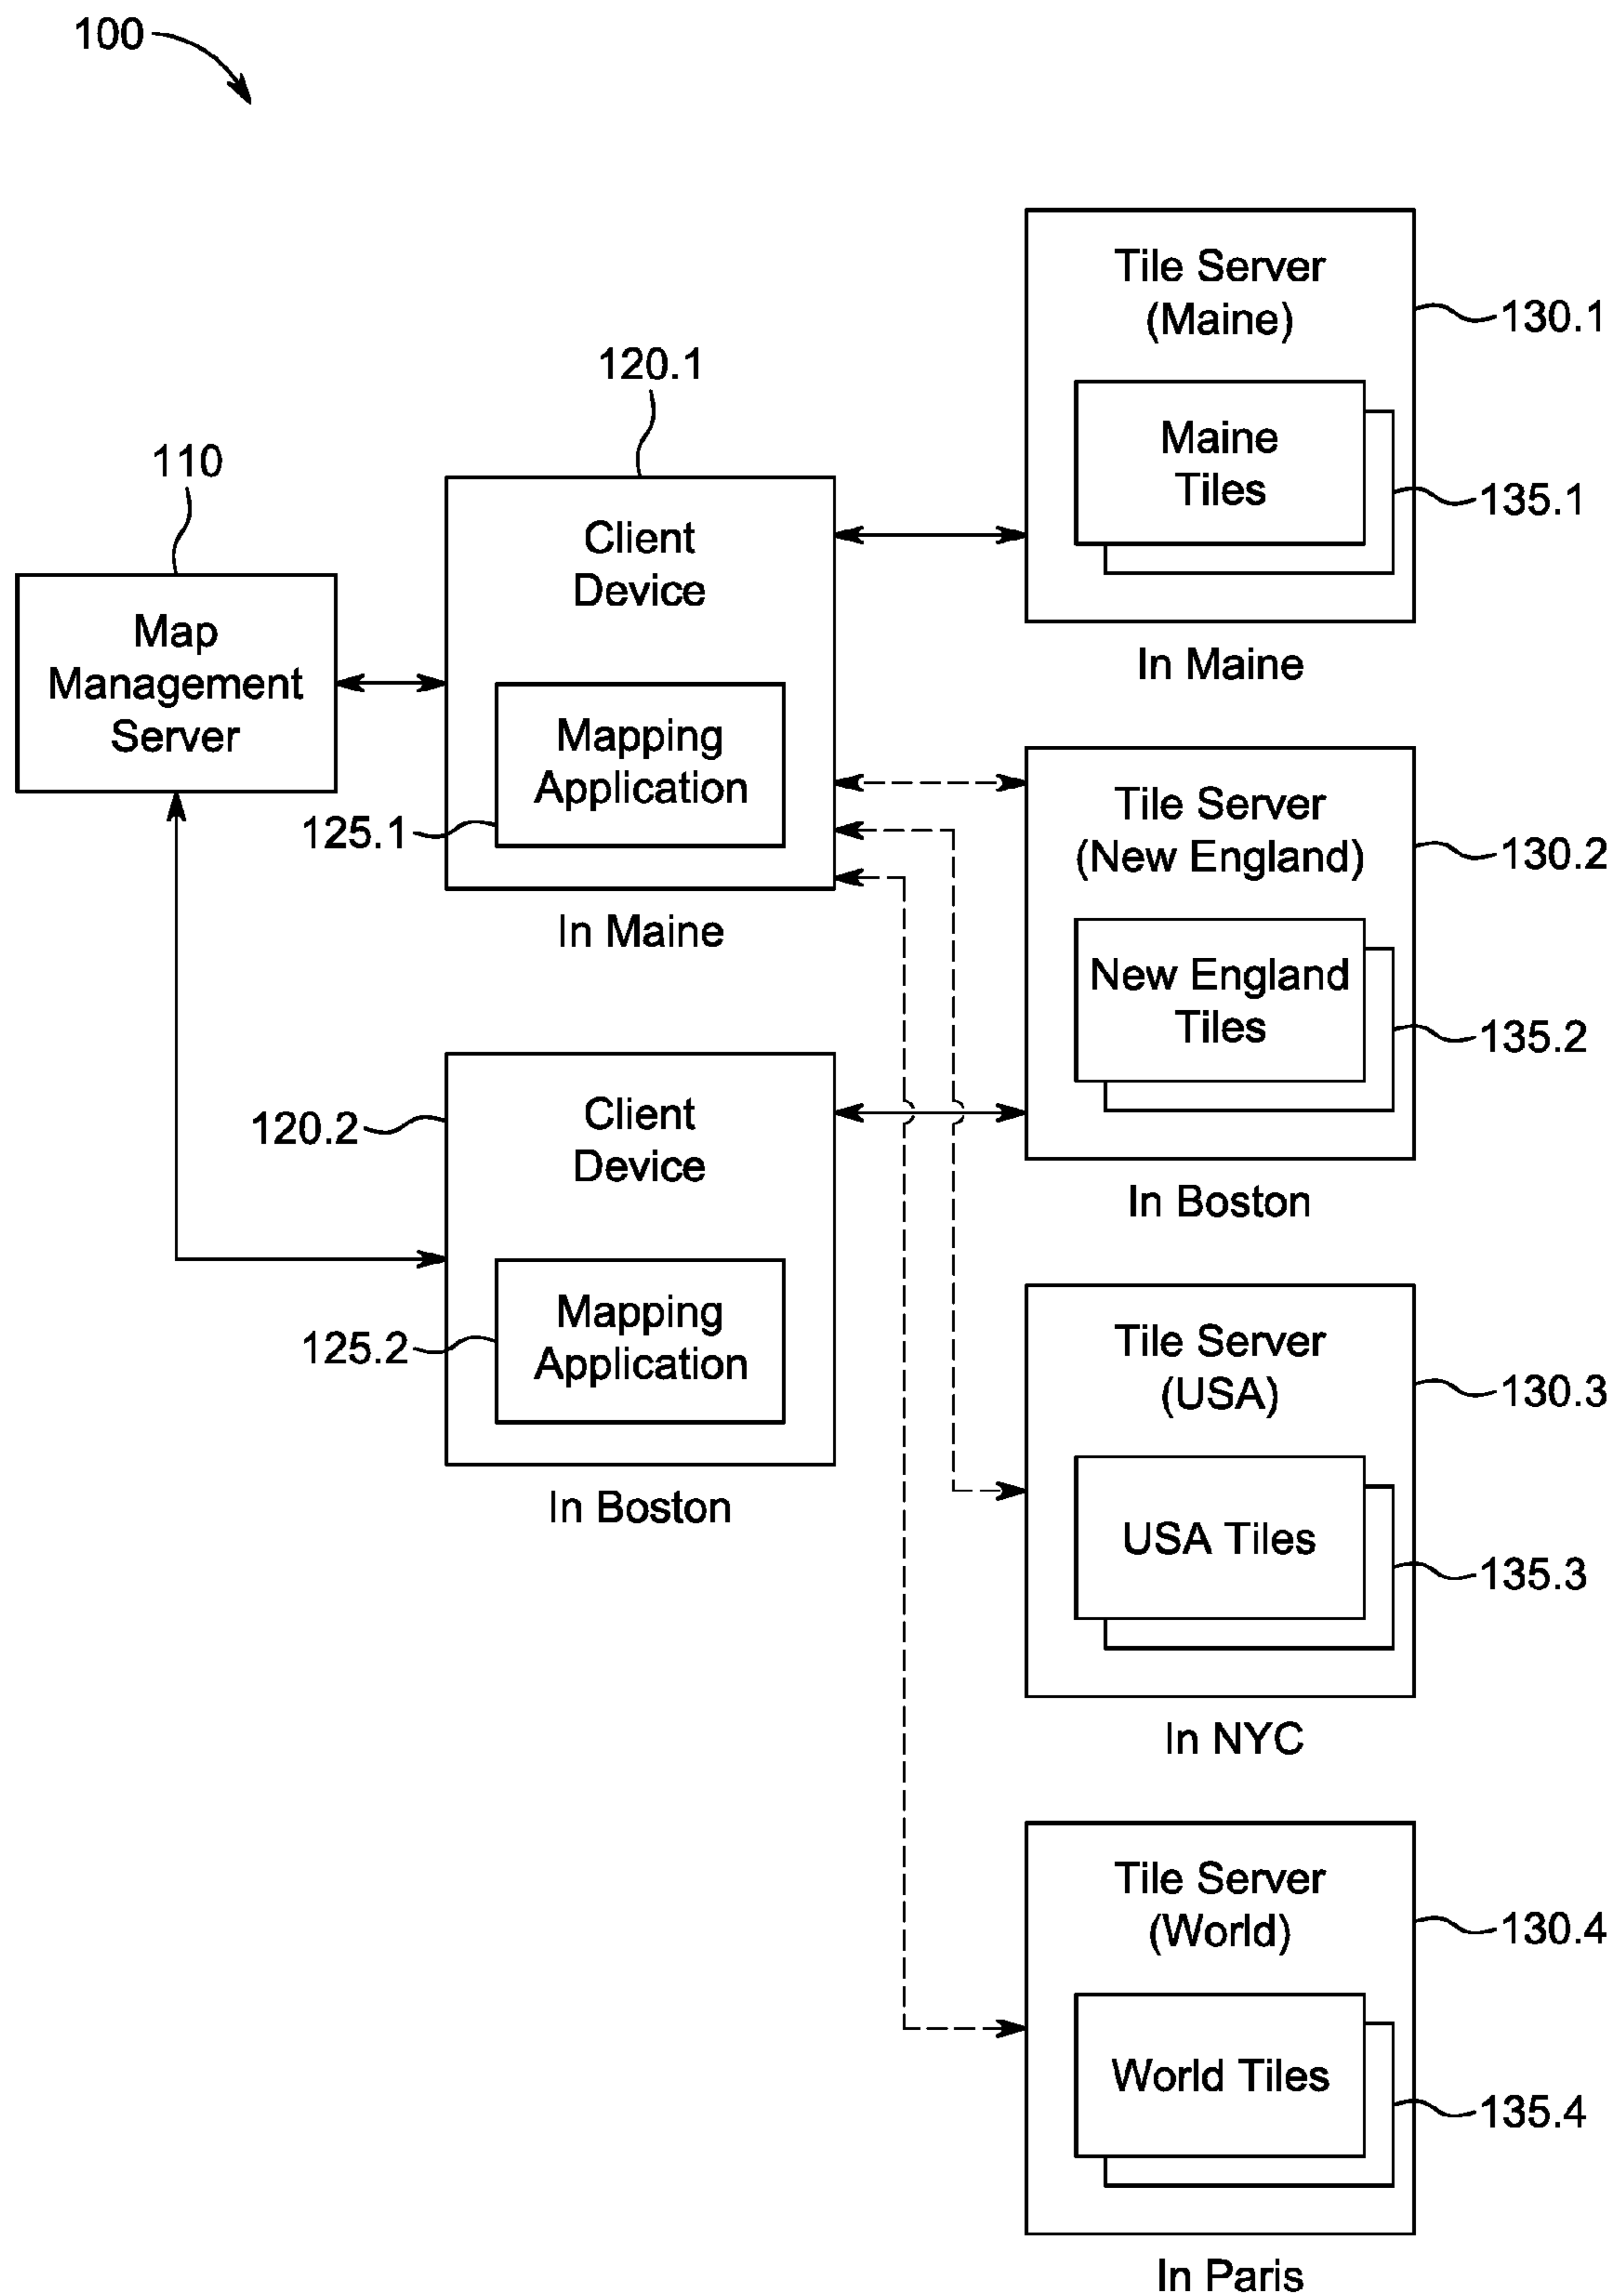 100
Tile Server
(Maine)
130.1
Maine
Tiles
135.1
In Maine
120.1
110
Client
Device
Map
Management
Server
Mapping
Application
125.1
In Maine
Tile Server
(New England)
130.2
New England
Tiles
135.2
In Boston
120.2
Client
Device
Mapping
Application
125.2
In Boston
Tile Server
(USA)
130.3
USA Tiles
135.3
In NYC
Tile Server
(World)
130.4
World Tiles
135.4
In Paris